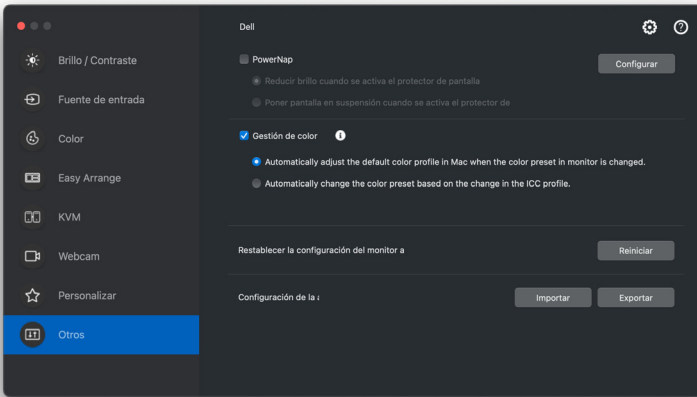 Dell
Brillo / Contraste
Fuente de entrada
Color
Easy Arrange
KVM
Webcam
Personalizar
Otros
PowerNap
Configurar
Reducir brillo cuando se activa el protector de pantalla
Poner pantalla en suspensión cuando se activa el protector de
Gestión de color
Automatically adjust the default color profile in Mac when the color preset in monitor is changed.
Automatically change the color preset based on the change in the ICC profile.
Restablecer la configuración del monitor a
Reiniciar
Configuración de la
Importar
Exportar